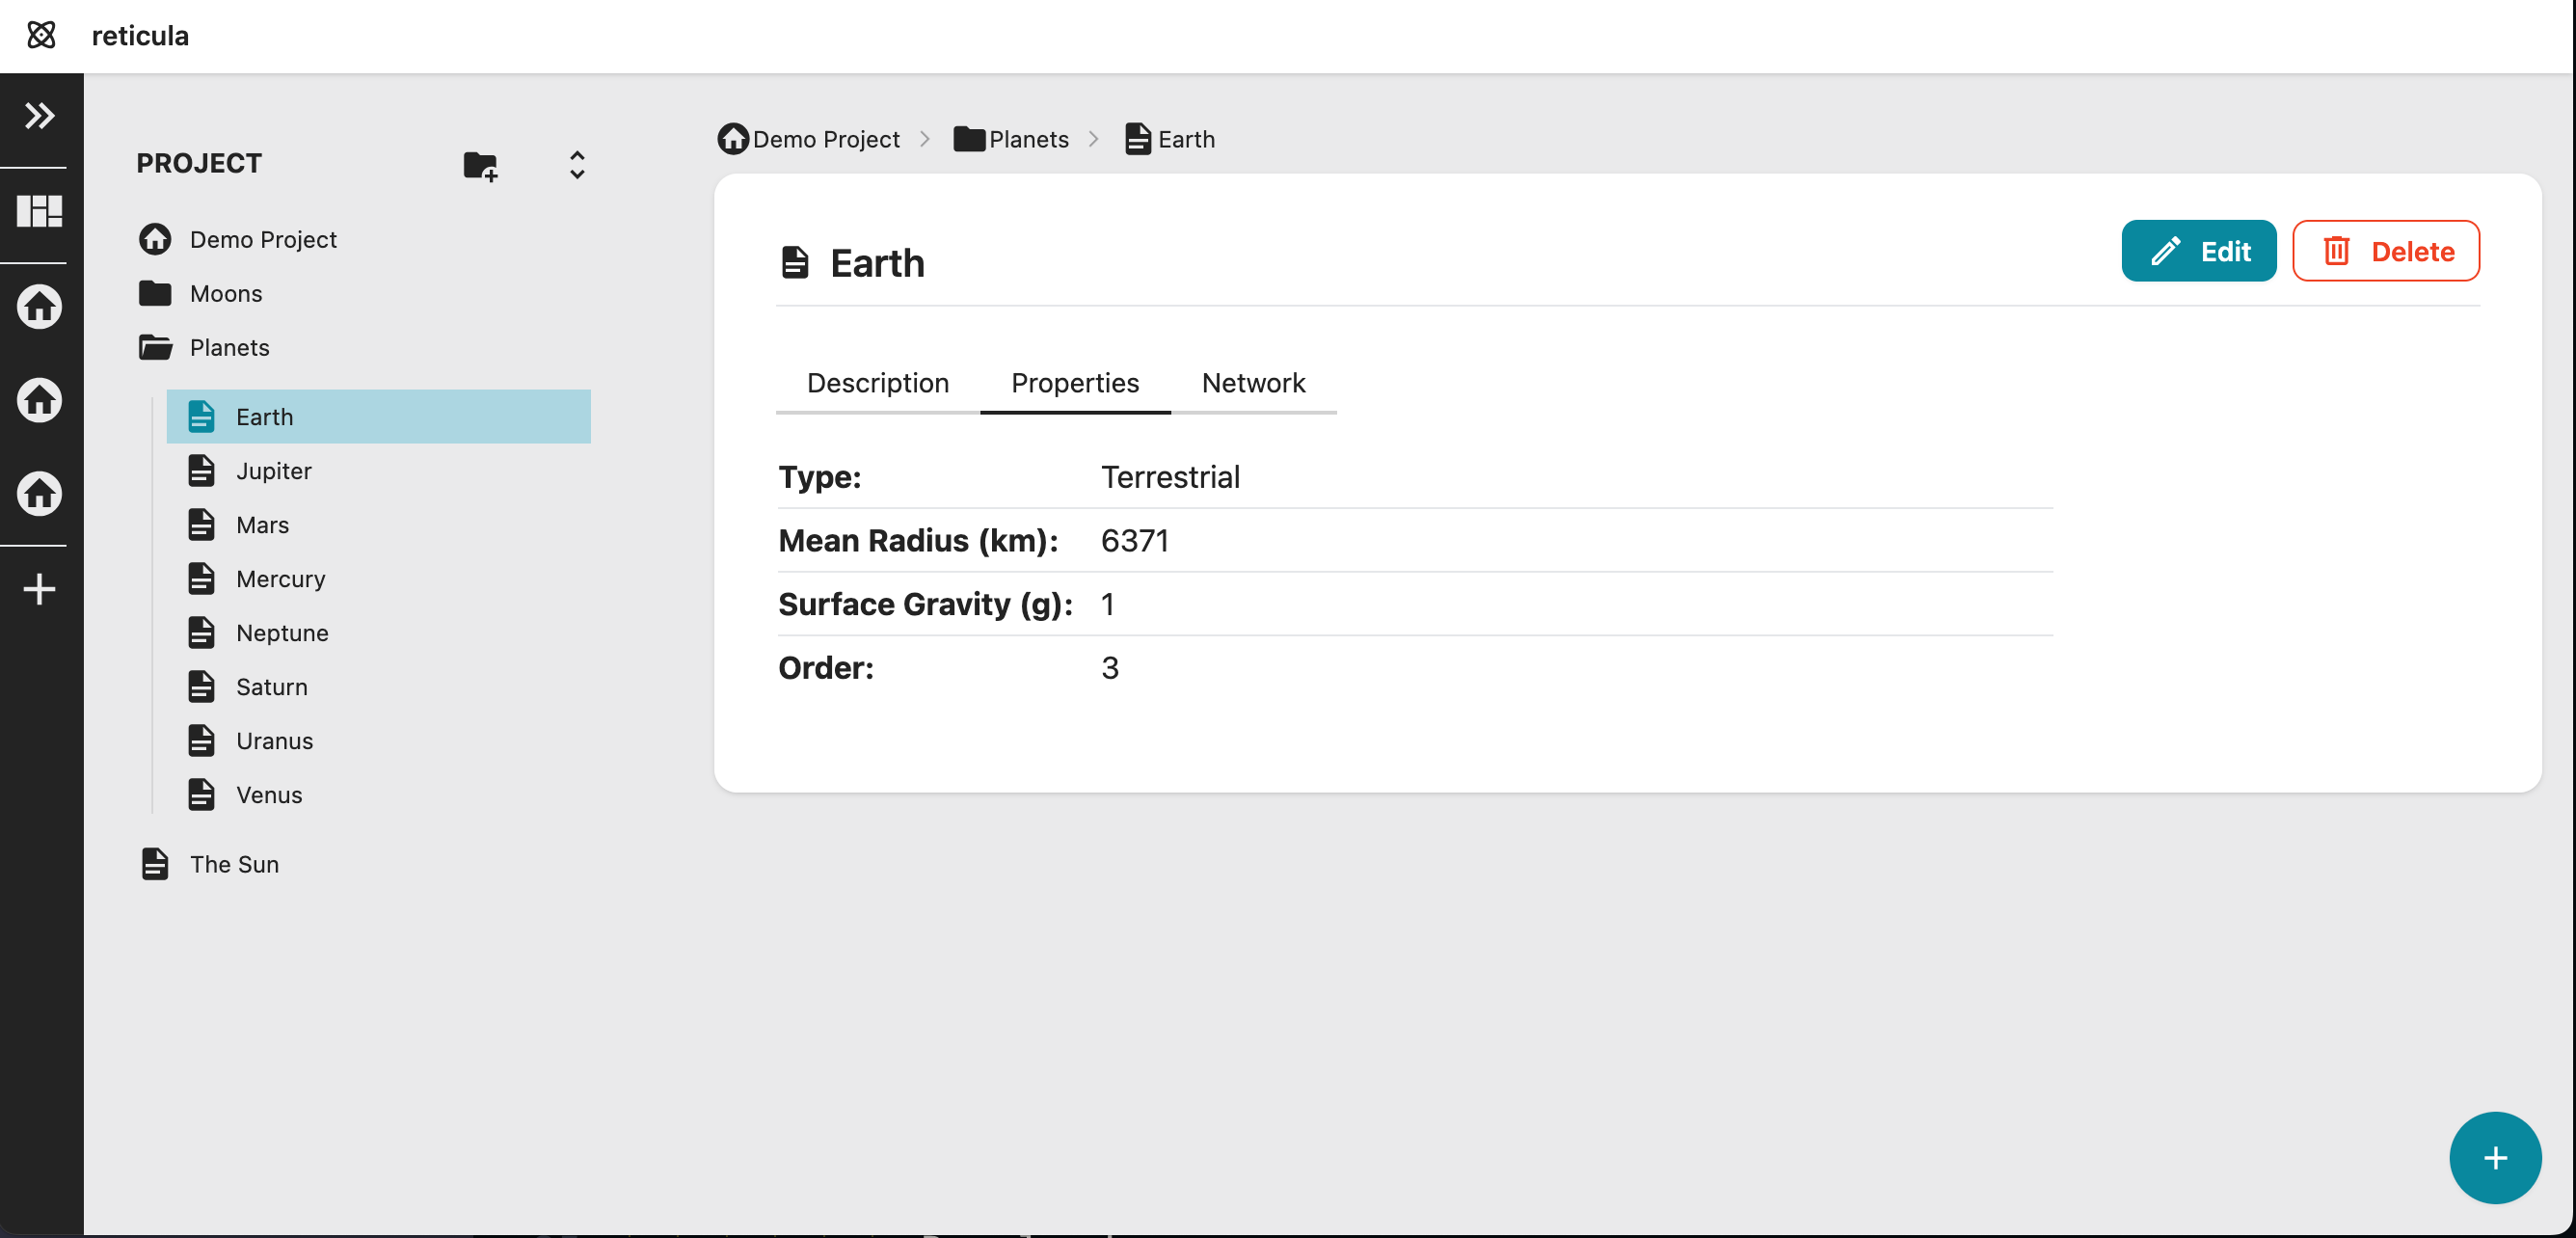 reticula
PROJECT
Demo Project
Moons
Planets
Earth
Jupiter
Mars
Mercury
Neptune
Saturn
Uranus
Venus
The Sun
Demo Project > Planets > Earth
Earth
Edit
Delete
Description Properties Network
Type: Terrestrial
Mean Radius (km): 6371
Surface Gravity (g): 1
Order: 3